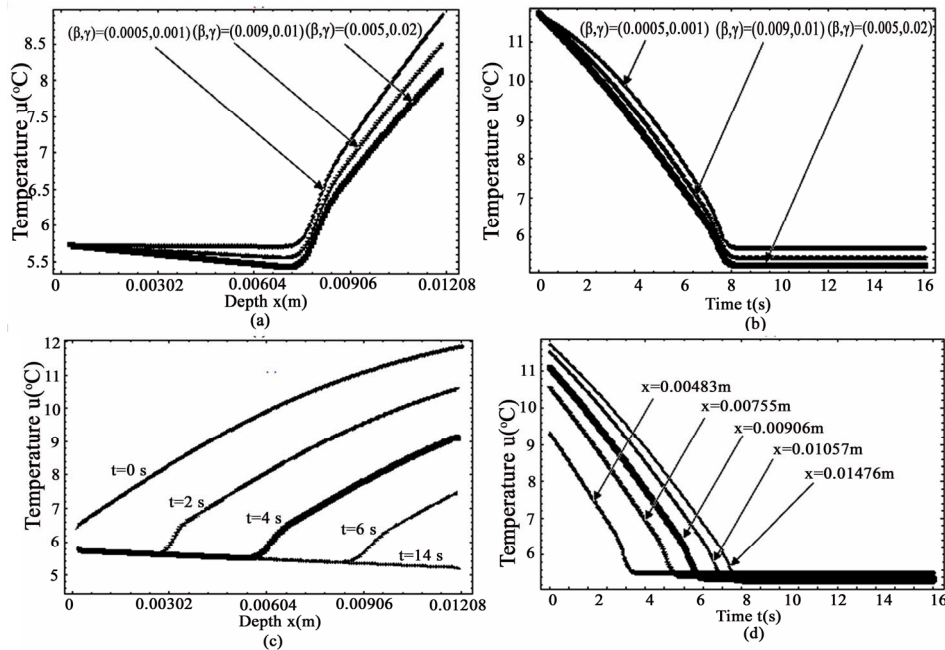 (β,γ)=(0.0005,0.001) (β,γ)=(0.009,0.01) (β,γ)=(0.005,0.02)
Temperature u(°C)
8.5
8
7.5
7
6.5
6
5.5
0 0.00302 0.00906 0.01208
Depth x(m)
(a)
(β,γ)=(0.0005,0.001) (β,γ)=(0.009,0.01) (β,γ)=(0.005,0.02)
Temperature u(°C)
11
10
9
8
7
6
0 2 4 6 8 10 12 14 16
Time t(s)
(b)
Temperature u(°C)
12
11
10
9
8
7
6
5
t=0 s
t=2 s
t=4 s
t=6 s
t=14 s
0 0.00302 0.00604 0.00906 0.01208
Depth x(m)
(c)
Temperature u(°C)
11
10
9
8
7
6
x=0.00483m
x=0.00755m
x=0.00906m
x=0.01057m
x=0.01476m
0 2 4 6 8 10 12 14 16
Time t(s)
(d)